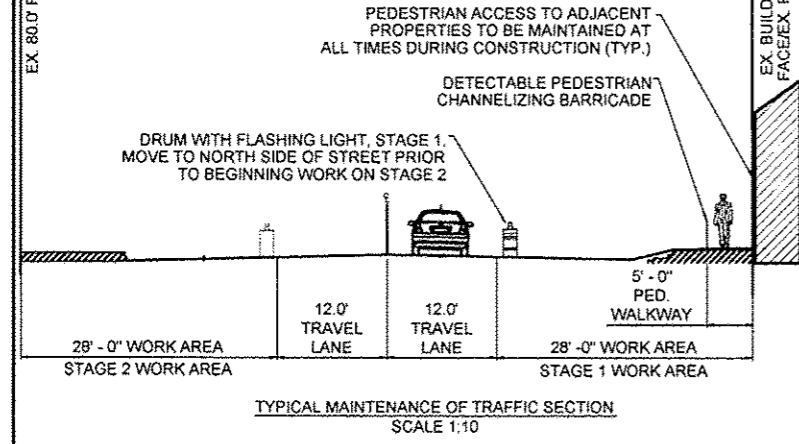 EX. 80.0'
EX. BUILD
FACE/EX.
PEDESTRIAN ACCESS TO ADJACENT
PROPERTIES TO BE MAINTAINED AT
ALL TIMES DURING CONSTRUCTION (TYP.)
DETECTABLE PEDESTRIAN
CHANNELIZING BARRICADE
DRUM WITH FLASHING LIGHT, STAGE 1.
MOVE TO NORTH SIDE OF STREET PRIOR
TO BEGINNING WORK ON STAGE 2
5' - 0"
PED.
WALKWAY
12.0'
TRAVEL
LANE
12.0'
TRAVEL
LANE
28' - 0" WORK AREA
STAGE 2 WORK AREA
28' -0" WORK AREA
STAGE 1 WORK AREA
TYPICAL MAINTENANCE OF TRAFFIC SECTION
SCALE 1:10